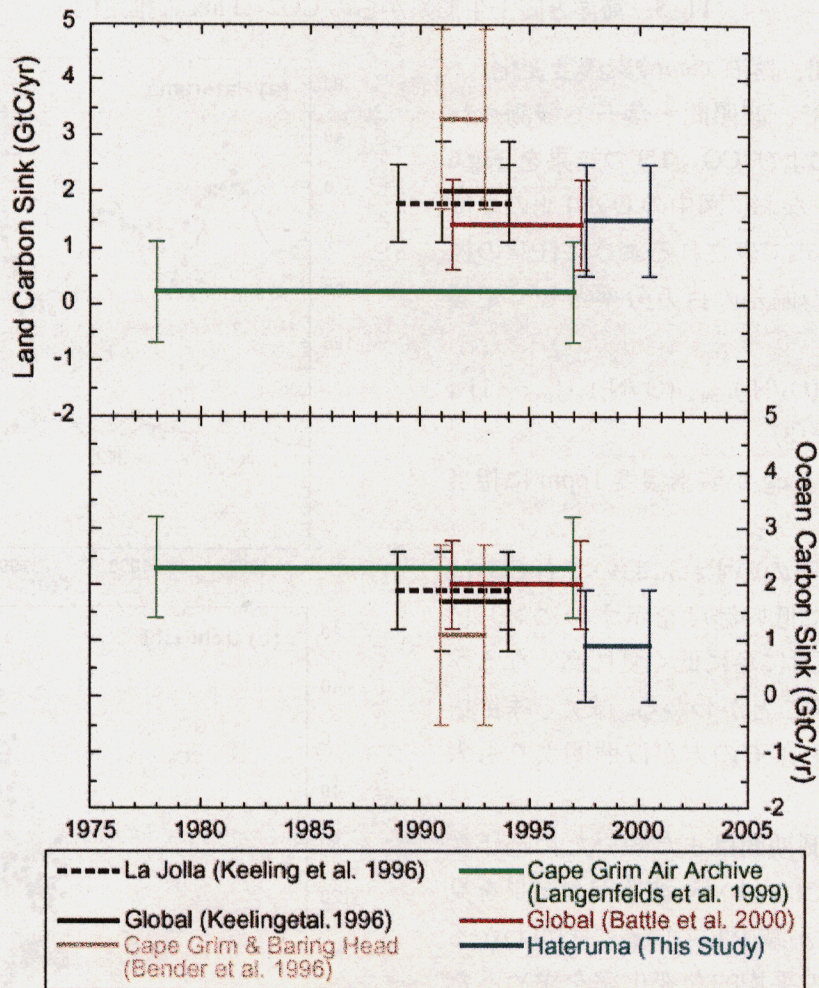 5
4
3
2
1
0
-1
-2
Land Carbon Sink (GtC/yr)
5
4
3
2
1
0
-1
-2
Ocean Carbon Sink (GtC/yr)
1975 1980 1985 1990 1995 2000 2005
La Jolla (Keeling et al. 1996)
Global (Keelingetal.1996)
Cape Grim & Baring Head
(Bender et al. 1996)
Cape Grim Air Archive
(Langenfelds et al. 1999)
Global (Battle et al. 2000)
Hateruma (This Study)